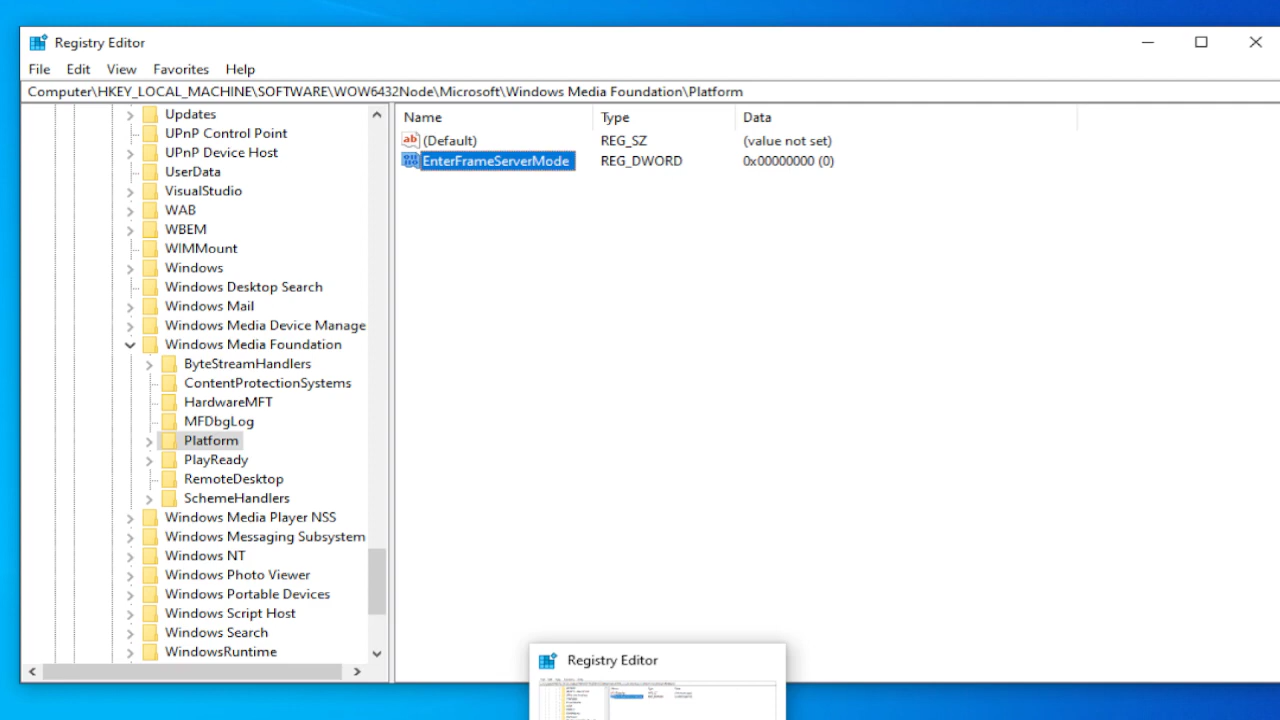 Registry Editor
File Edit View Favorites Help
Computer\HKEY_LOCAL_MACHINE\SOFTWARE\WOW6432Node\Microsoft\Windows Media Foundation\Platform
Name Type Data
(Default) REG_SZ (value not set)
EnterFrameServerMode REG_DWORD 0x00000000 (0)
Updates
UPnP Control Point
UPnP Device Host
UserData
VisualStudio
WAB
WBEM
WIMMount
Windows
Windows Desktop Search
Windows Mail
Windows Media Device Manage
Windows Media Foundation
ByteStreamHandlers
ContentProtectionSystems
HardwareMFT
MFDbgLog
Platform
PlayReady
RemoteDesktop
SchemeHandlers
Windows Media Player NSS
Windows Messaging Subsystem
Windows NT
Windows Photo Viewer
Windows Portable Devices
Windows Script Host
Windows Search
WindowsRuntime
Registry Editor